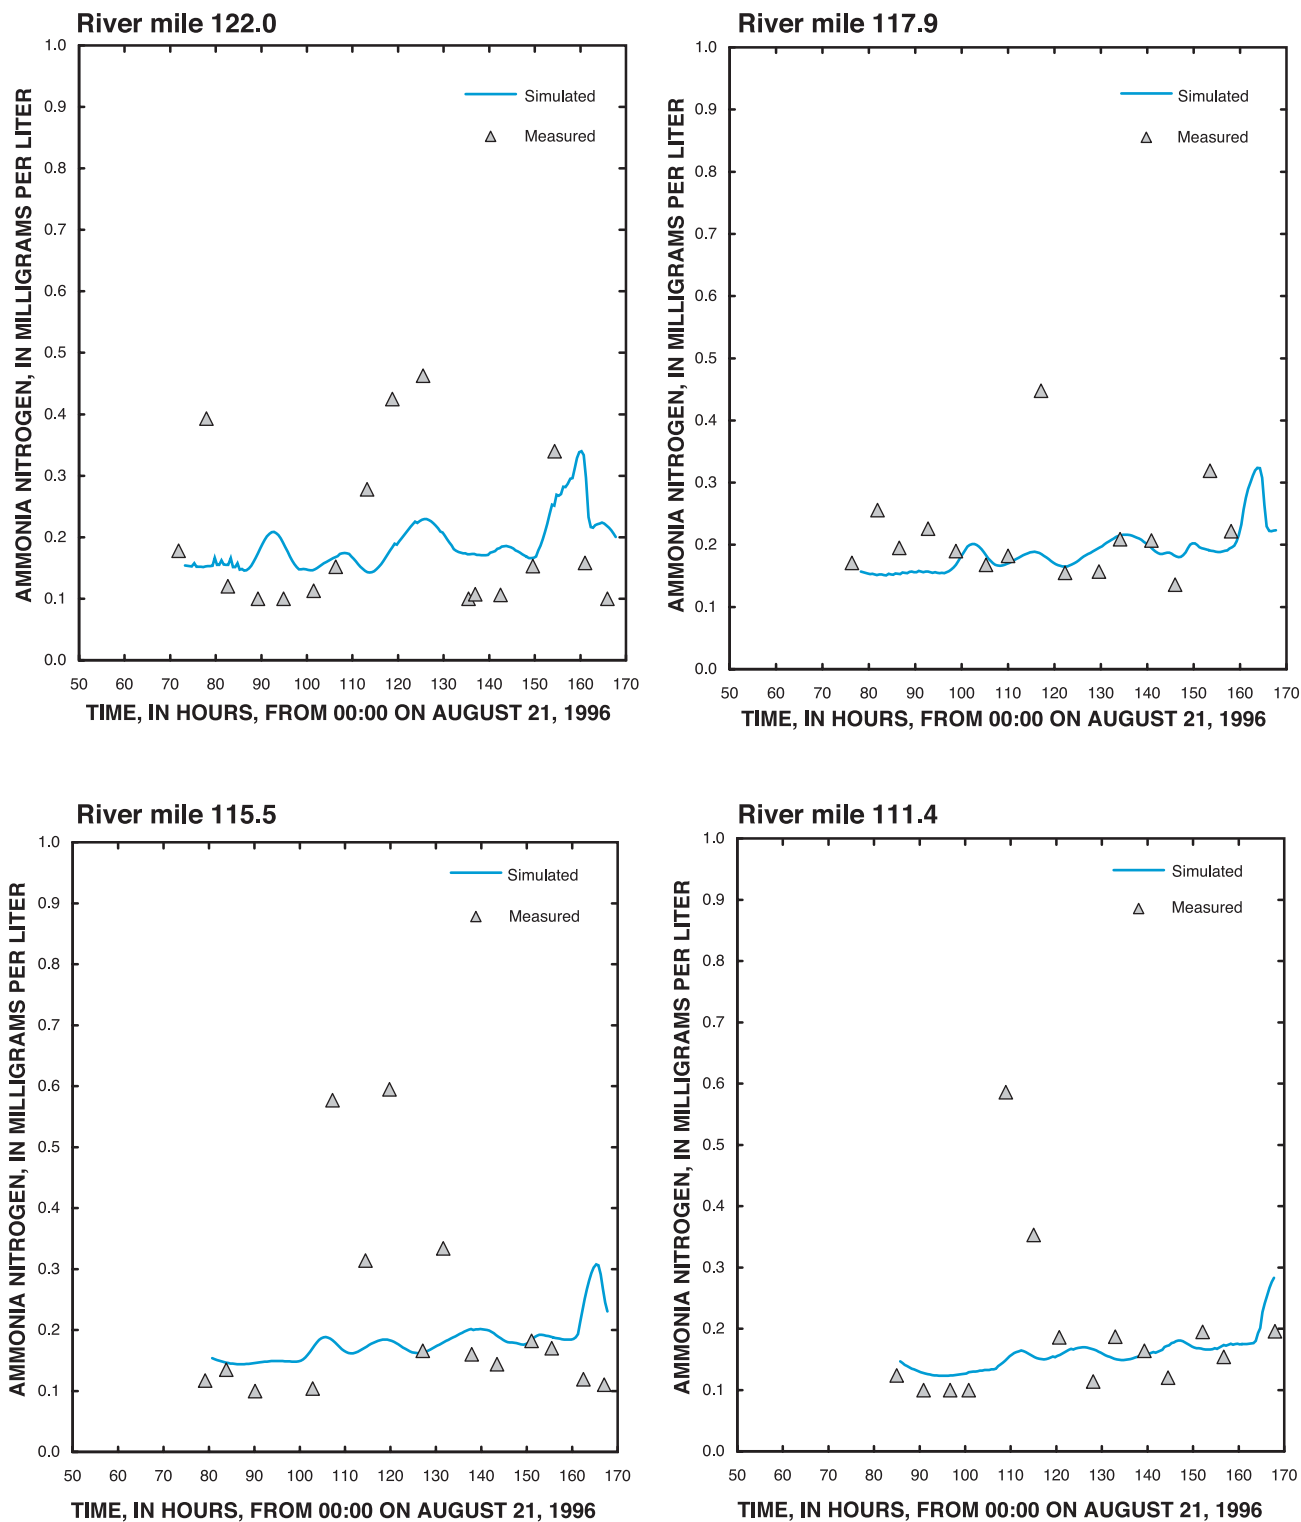 River mile 122.0
AMMONIA NITROGEN, IN MILLIGRAMS PER LITER
1.0
0.9
0.8
0.7
0.6
0.5
0.4
0.3
0.2
0.1
0.0
Simulated
Measured
50 60 70 80 90 100 110 120 130 140 150 160 170
TIME, IN HOURS, FROM 00:00 ON AUGUST 21, 1996
River mile 117.9
AMMONIA NITROGEN, IN MILLIGRAMS PER LITER
1.0
0.9
0.8
0.7
0.6
0.5
0.4
0.3
0.2
0.1
0.0
Simulated
Measured
50 60 70 80 90 100 110 120 130 140 150 160 170
TIME, IN HOURS, FROM 00:00 ON AUGUST 21, 1996
River mile 115.5
AMMONIA NITROGEN, IN MILLIGRAMS PER LITER
1.0
0.9
0.8
0.7
0.6
0.5
0.4
0.3
0.2
0.1
0.0
Simulated
Measured
50 60 70 80 90 100 110 120 130 140 150 160 170
TIME, IN HOURS, FROM 00:00 ON AUGUST 21, 1996
River mile 111.4
AMMONIA NITROGEN, IN MILLIGRAMS PER LITER
1.0
0.9
0.8
0.7
0.6
0.5
0.4
0.3
0.2
0.1
0.0
Simulated
Measured
50 60 70 80 90 100 110 120 130 140 150 160 170
TIME, IN HOURS, FROM 00:00 ON AUGUST 21, 1996